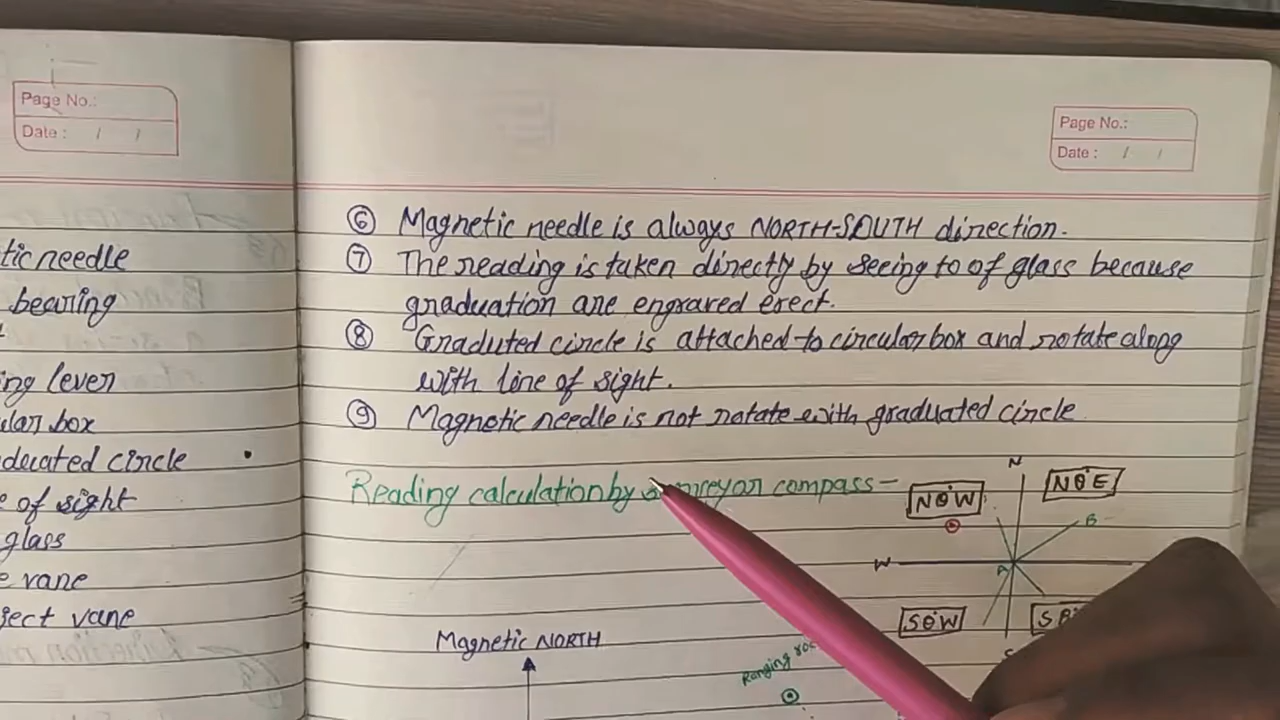 Page No.:
Date : / /
tic needle
bearing
ing lever
ular box
duated circle
e of sight
glass
e vane
ject vane
Page No.:
Date : / /
⑥ Magnetic needle is always NORTH-SOUTH direction.
⑦ The reading is taken directly by seeing to of glass because
graduation are engraved erect.
⑧ Graduted circle is attached to circular box and rotate along
with line of sight.
⑨ Magnetic needle is not rotate with graduated circle
Reading calculation by compass-
N
NθW
NθE
B
W
A
SθW
S
Magnetic NORTH
Ranging